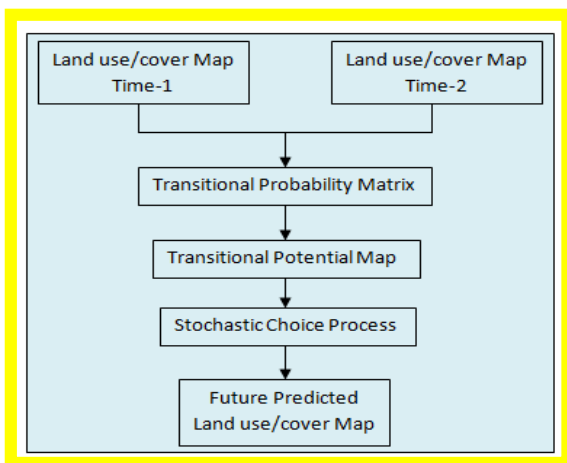 Land use/cover Map
Time-1
Land use/cover Map
Time-2
Transitional Probability Matrix
Transitional Potential Map
Stochastic Choice Process
Future Predicted
Land use/cover Map